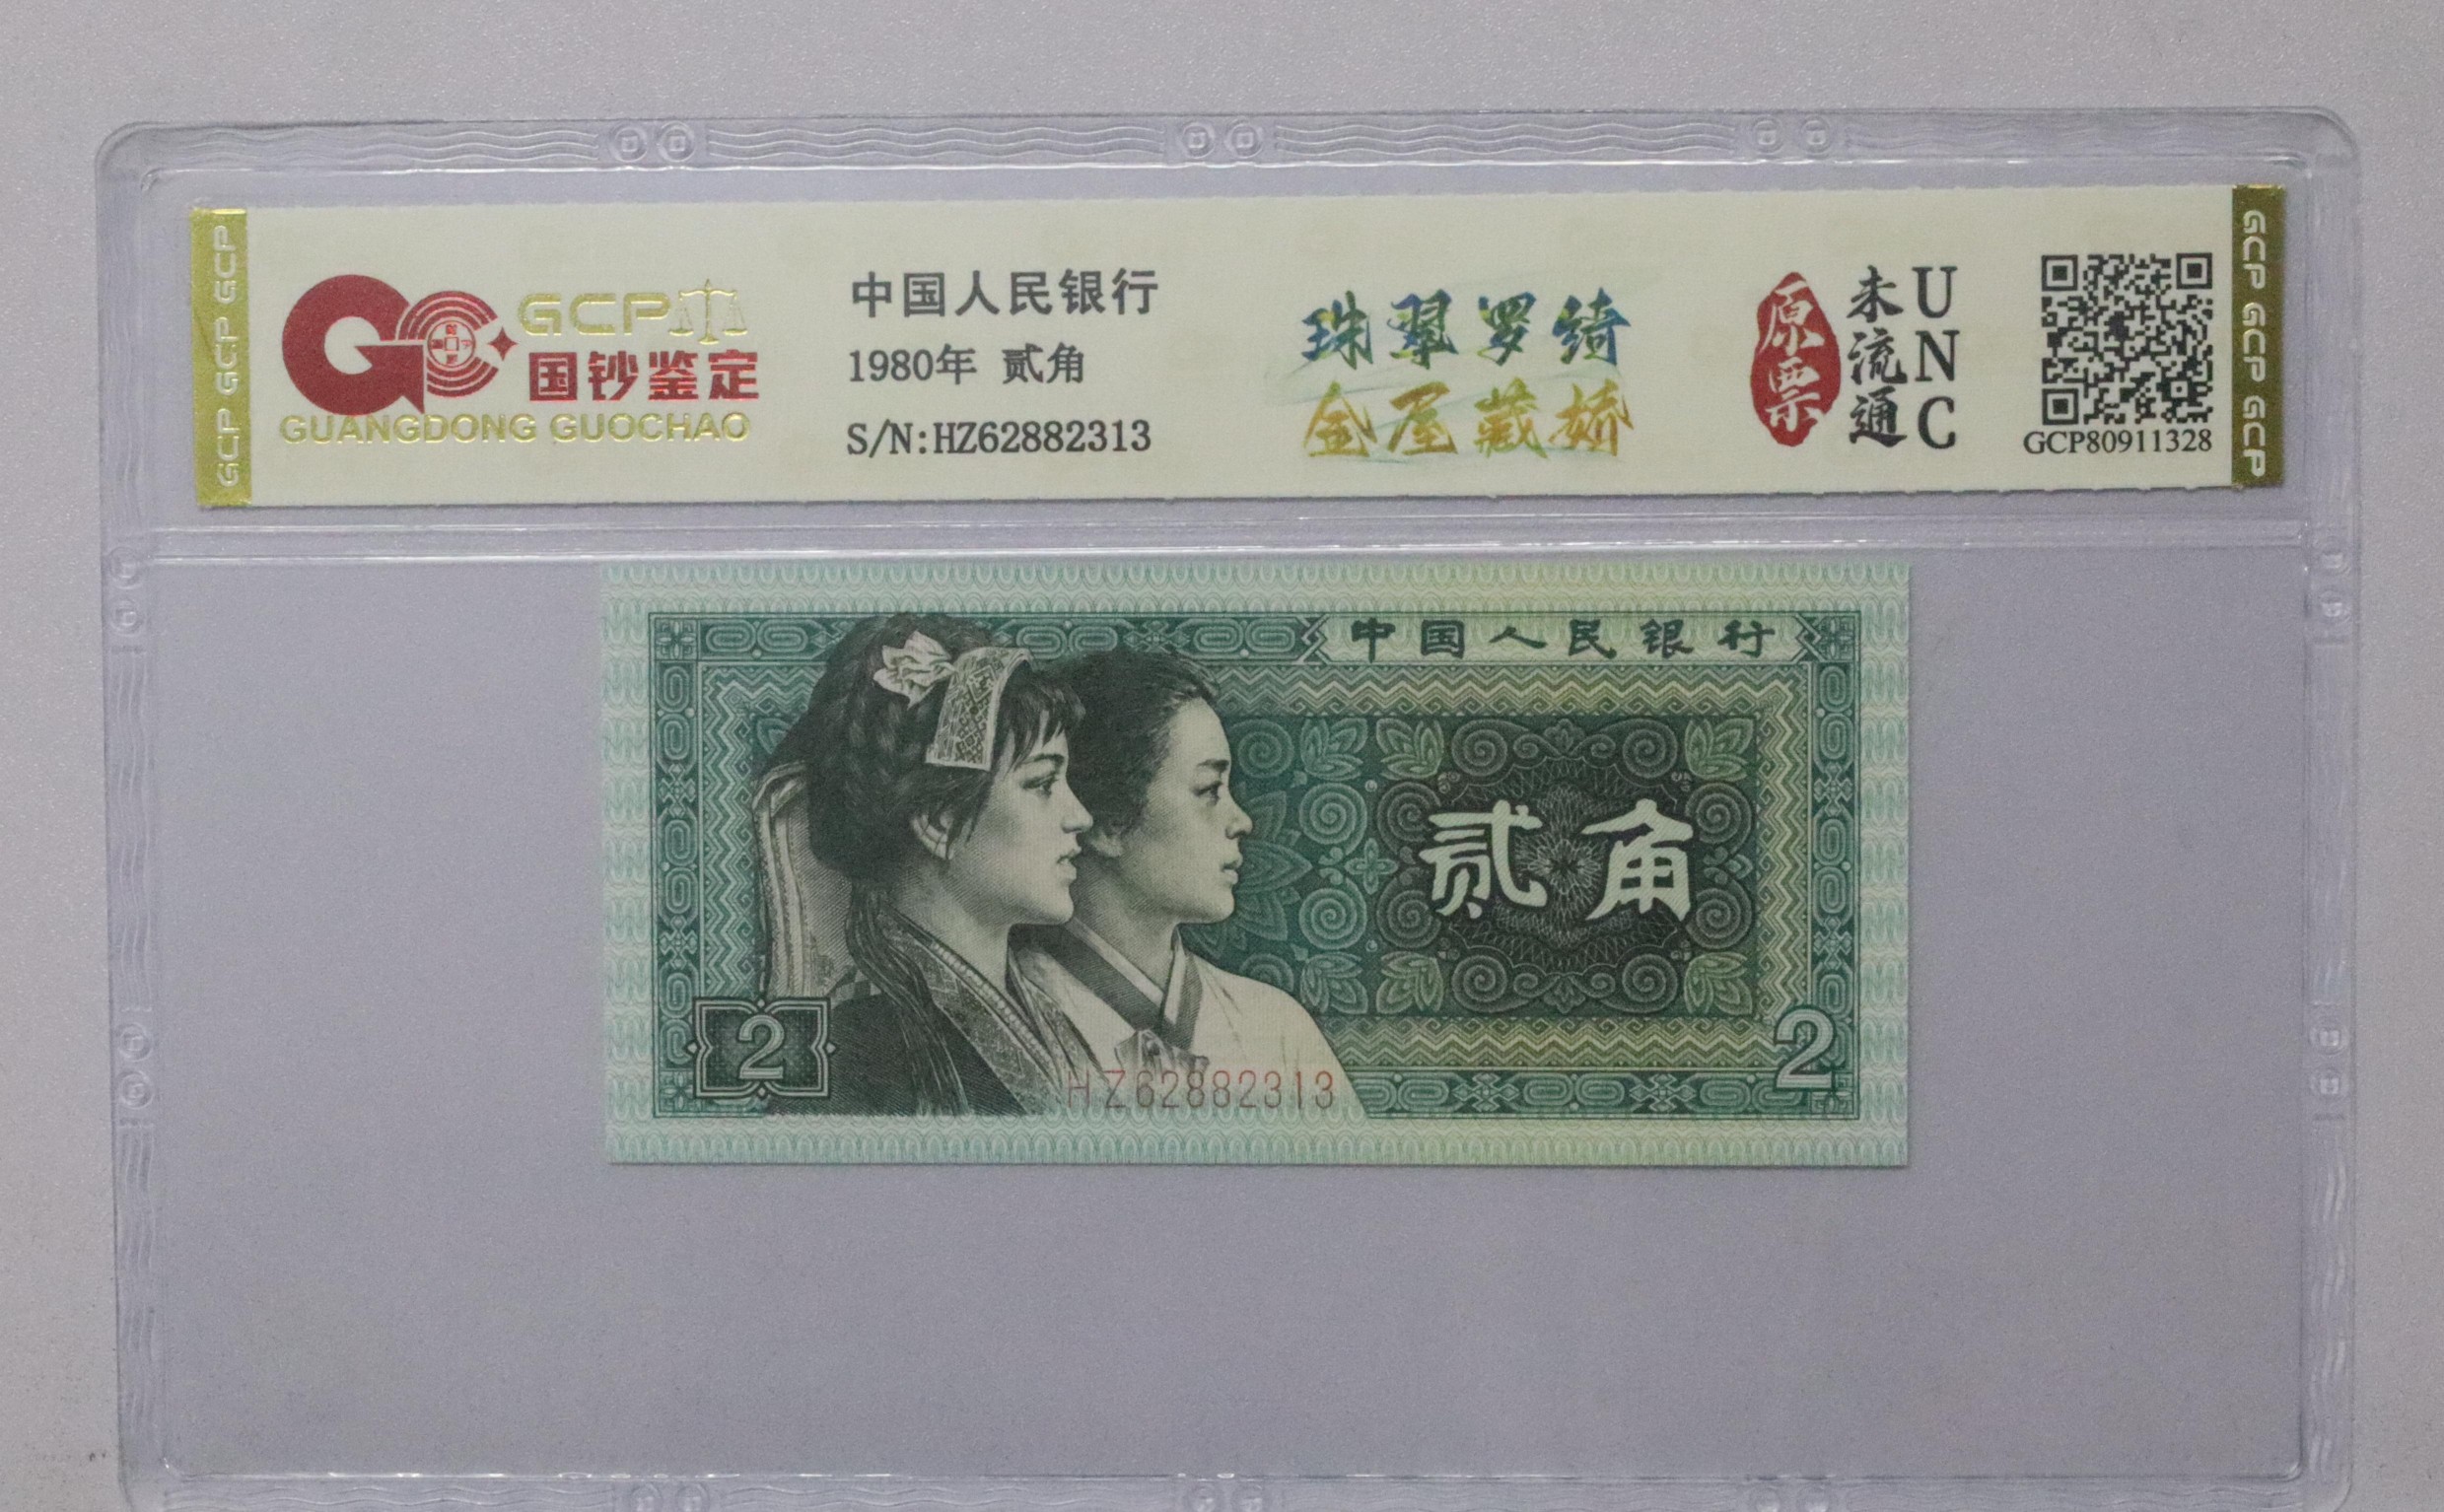 GCP GCP GCP
GCP
国钞鉴定
GUANGDONG GUOCHAO
中国人民银行
1980年 贰角
S/N:HZ62882313
珠翠罗绮
金屋藏娇
原票
未流通
UNC
GCP80911328
GCP GCP GCP
中国人民银行
贰角
2
2
HZ62882313